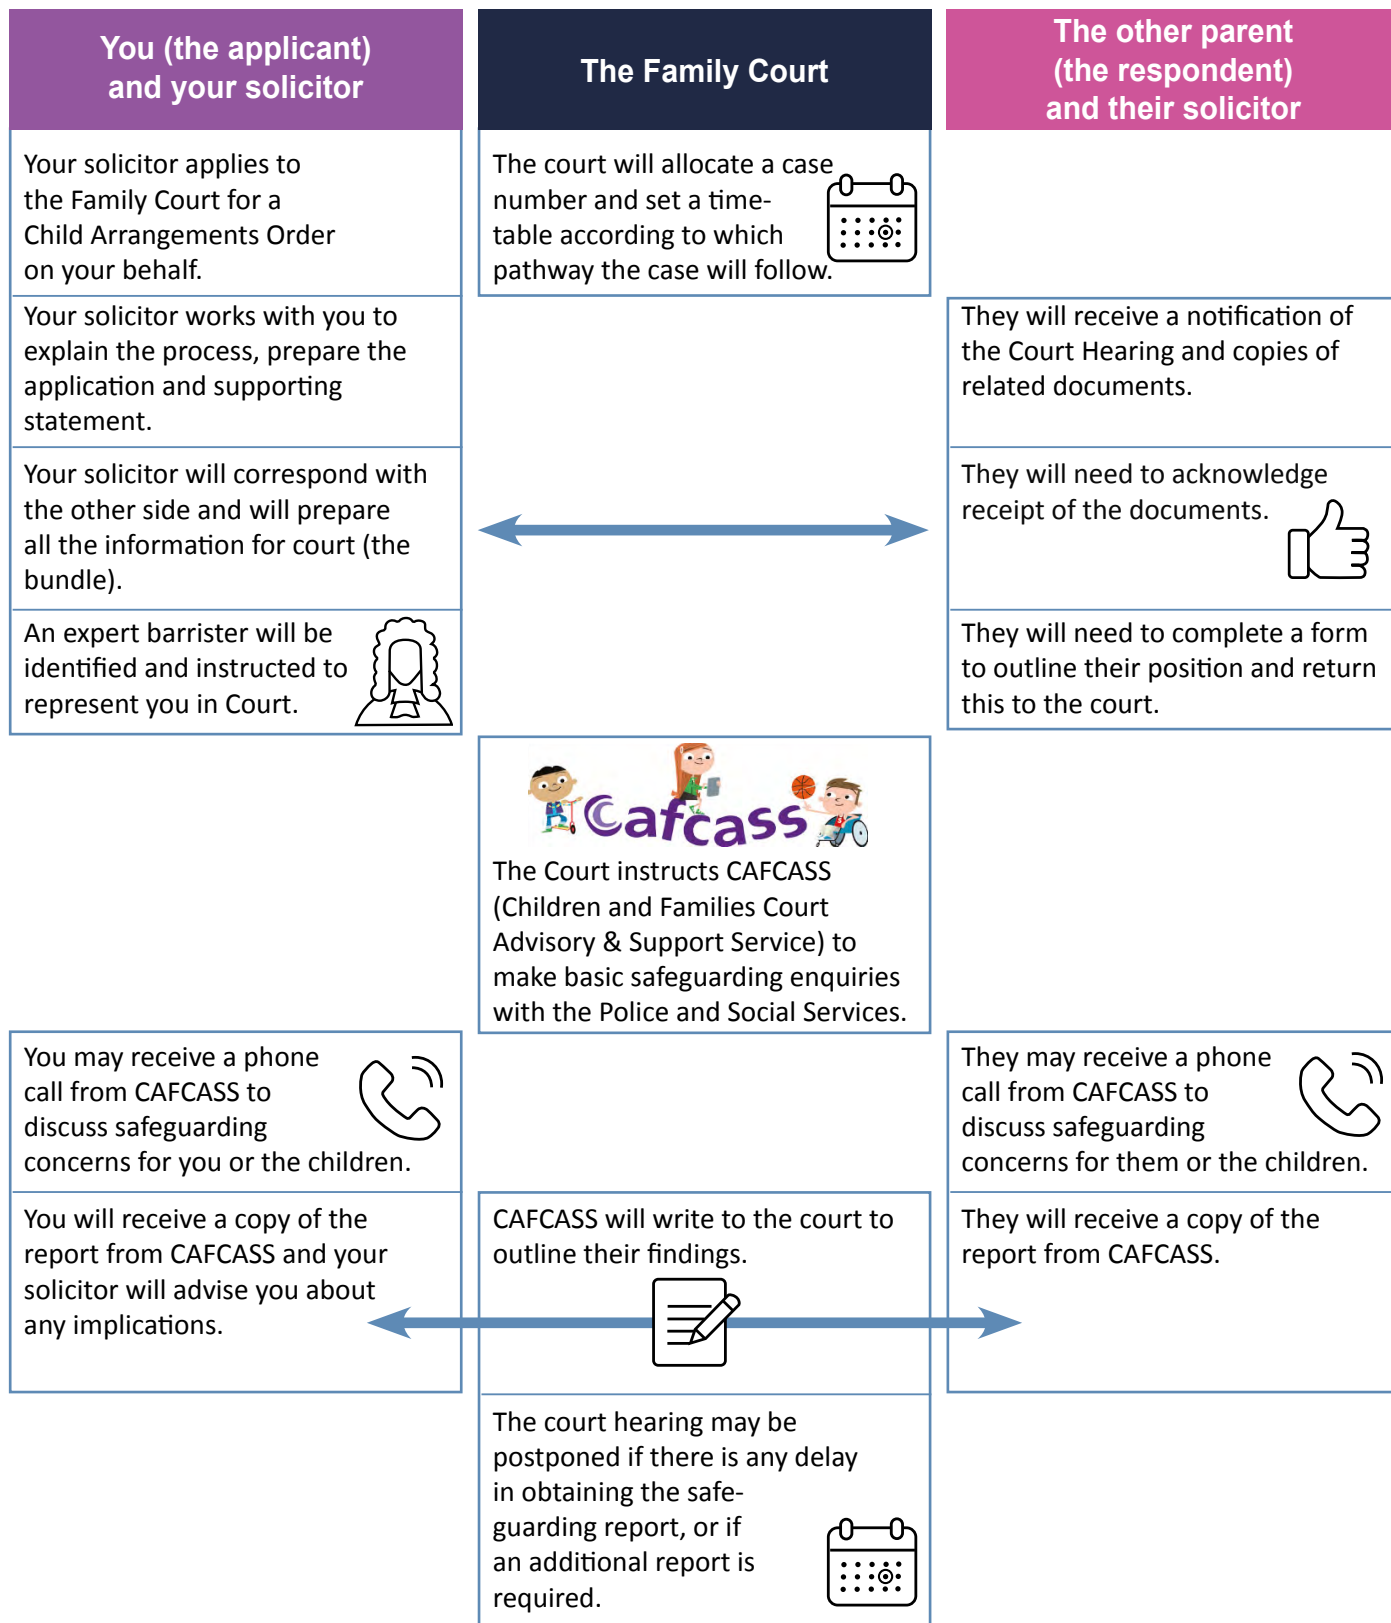 You (the applicant)
and your solicitor
The Family Court
The other parent
(the respondent)
and their solicitor
Your solicitor applies to
the Family Court for a
Child Arrangements Order
on your behalf.
The court will allocate a case
number and set a time-
table according to which
pathway the case will follow.
Your solicitor works with you to
explain the process, prepare the
application and supporting
statement.
They will receive a notification of
the Court Hearing and copies of
related documents.
Your solicitor will correspond with
the other side and will prepare
all the information for court (the
bundle).
They will need to acknowledge
receipt of the documents.
An expert barrister will be
identified and instructed to
represent you in Court.
They will need to complete a form
to outline their position and return
this to the court.
Cafcass
The Court instructs CAFCASS
(Children and Families Court
Advisory & Support Service) to
make basic safeguarding enquiries
with the Police and Social Services.
You may receive a phone
call from CAFCASS to
discuss safeguarding
concerns for you or the children.
They may receive a phone
call from CAFCASS to
discuss safeguarding
concerns for them or the children.
You will receive a copy of the
report from CAFCASS and your
solicitor will advise you about
any implications.
CAFCASS will write to the court to
outline their findings.
They will receive a copy of the
report from CAFCASS.
The court hearing may be
postponed if there is any delay
in obtaining the safe-
guarding report, or if
an additional report is
required.